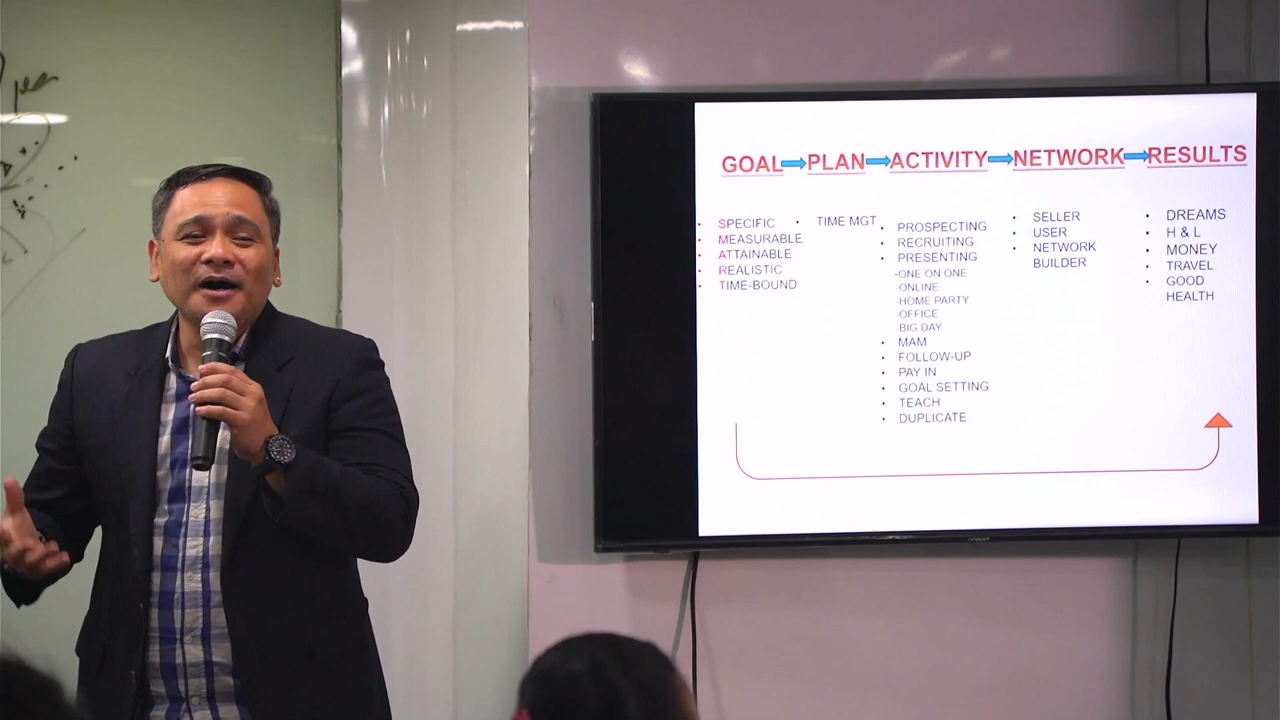 GOAL PLAN ACTIVITY NETWORK RESULTS
• SPECIFIC
• MEASURABLE
• ATTAINABLE
• REALISTIC
• TIME-BOUND
• TIME MGT
• PROSPECTING
• RECRUITING
• PRESENTING
-ONE ON ONE
-ONLINE
-HOME PARTY
-OFFICE
-BIG DAY
• MAM
• FOLLOW-UP
• PAY IN
• GOAL SETTING
• TEACH
• DUPLICATE
• SELLER
• USER
• NETWORK
BUILDER
• DREAMS
• H & L
• MONEY
• TRAVEL
• GOOD
HEALTH